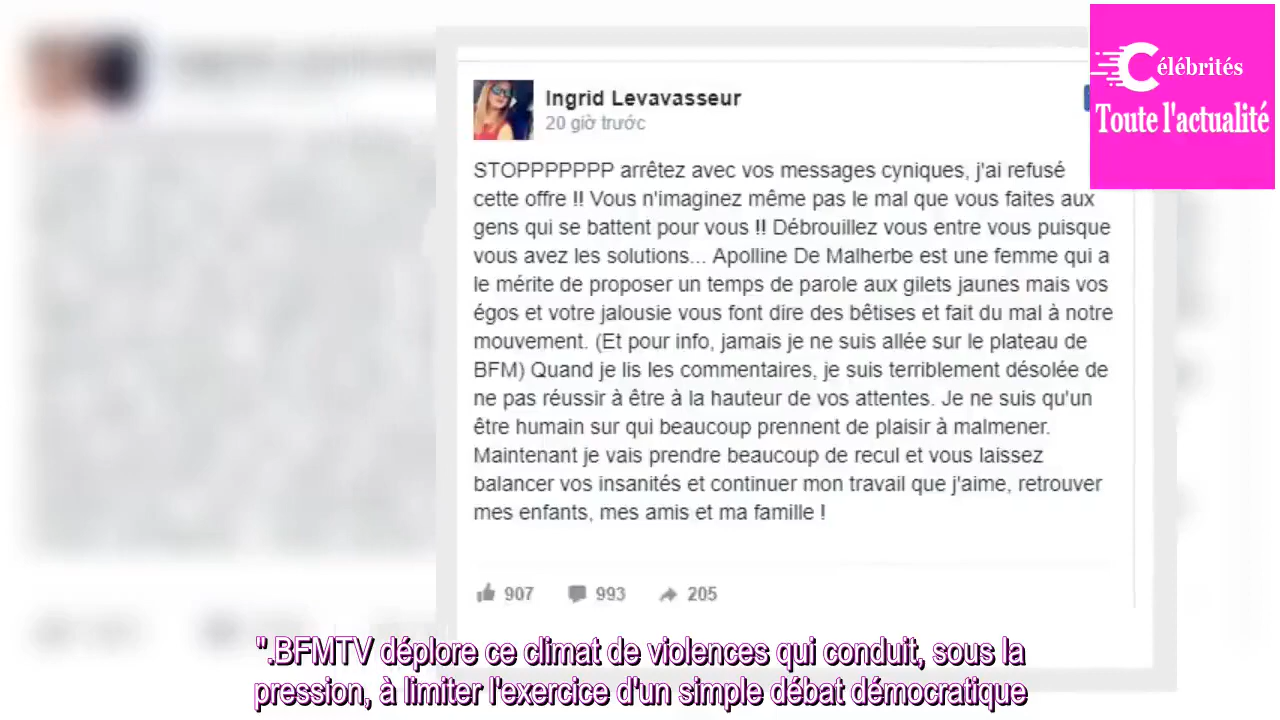 Célébrités
Toute l'actualité
Ingrid Levavasseur
20 giờ trước
STOPPPPPPP arrêtez avec vos messages cyniques, j'ai refusé
cette offre !! Vous n'imaginez même pas le mal que vous faites aux
gens qui se battent pour vous !! Débrouillez vous entre vous puisque
vous avez les solutions... Apolline De Malherbe est une femme qui a
le mérite de proposer un temps de parole aux gilets jaunes mais vos
égos et votre jalousie vous font dire des bêtises et fait du mal à notre
mouvement. (Et pour info, jamais je ne suis allée sur le plateau de
BFM) Quand je lis les commentaires, je suis terriblement désolée de
ne pas réussir à être à la hauteur de vos attentes. Je ne suis qu'un
être humain sur qui beaucoup prennent de plaisir à malmener.
Maintenant je vais prendre beaucoup de recul et vous laissez
balancer vos insanités et continuer mon travail que j'aime, retrouver
mes enfants, mes amis et ma famille !
907 993 205
".BFMTV déplore ce climat de violences qui conduit, sous la
pression, à limiter l'exercice d'un simple débat démocratique